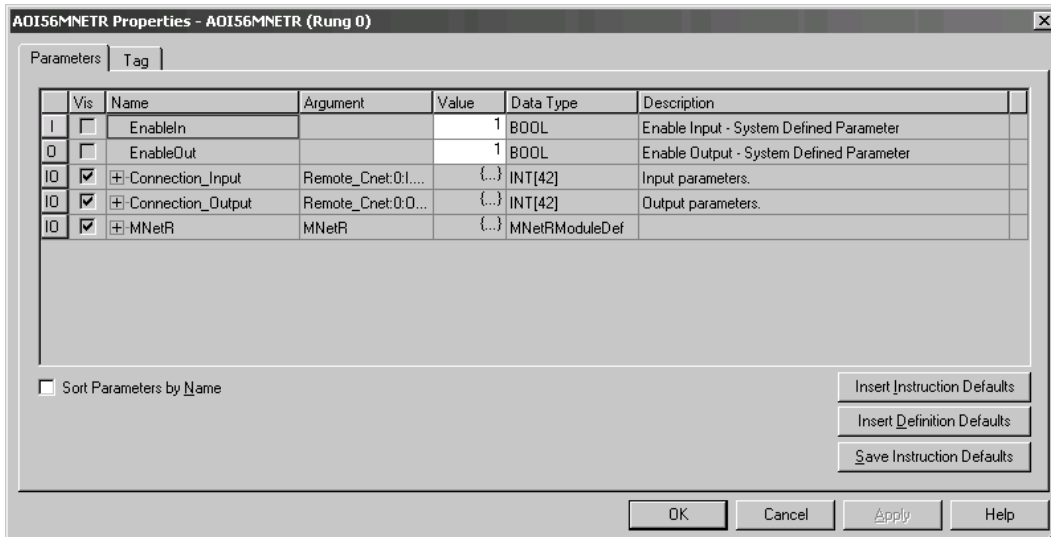 AOI56MNETR Properties - AOI56MNETR (Rung 0)
Parameters Tag
Vis Name Argument Value Data Type Description
I EnableIn 1 BOOL Enable Input - System Defined Parameter
O EnableOut 1 BOOL Enable Output - System Defined Parameter
IO Connection_Input Remote_Cnet:0:I.... {...} INT[42] Input parameters.
IO Connection_Output Remote_Cnet:0:O... {...} INT[42] Output parameters.
IO MNetR MNetR {...} MNetRModuleDef
Sort Parameters by Name
Insert Instruction Defaults
Insert Definition Defaults
Save Instruction Defaults
OK Cancel Apply Help